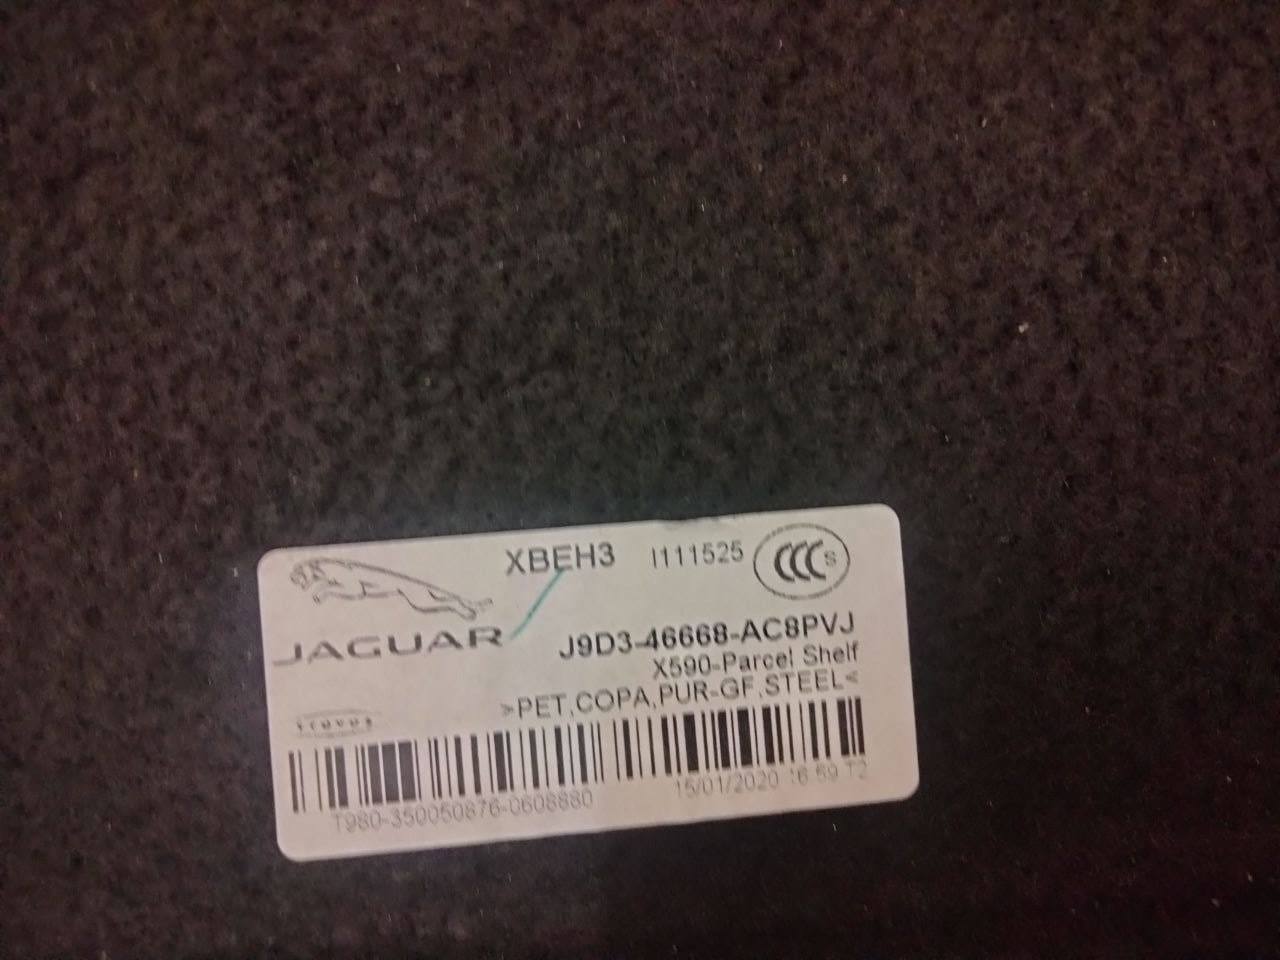 XBEH3 I111525 CCC S
JAGUAR
J9D3-46668-AC8PVJ
X590-Parcel Shelf
>PET,COPA,PUR-GF,STEEL<
T980-350050876-0608880
15/01/2020 16:59 T2